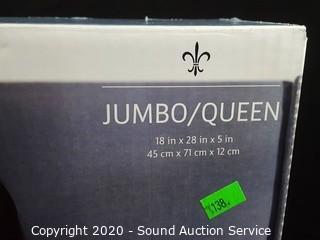 JUMBO/QUEEN
18 in x 28 in x 5 in
45 cm x 71 cm x 12 cm
138
Copyright 2020 - Sound Auction Service